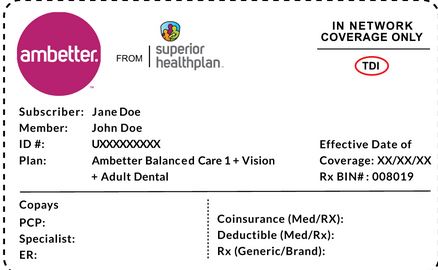 ambetter.
FROM
superior
healthplan
IN NETWORK
COVERAGE ONLY
TDI
Subscriber: Jane Doe
Member: John Doe
ID #: UXXXXXXXXX
Plan: Ambetter Balanced Care 1 + Vision
+ Adult Dental
Effective Date of
Coverage: XX/XX/XX
Rx BIN# : 008019
Copays
PCP:
Specialist:
ER:
Coinsurance (Med/RX):
Deductible (Med/Rx):
Rx (Generic/Brand):